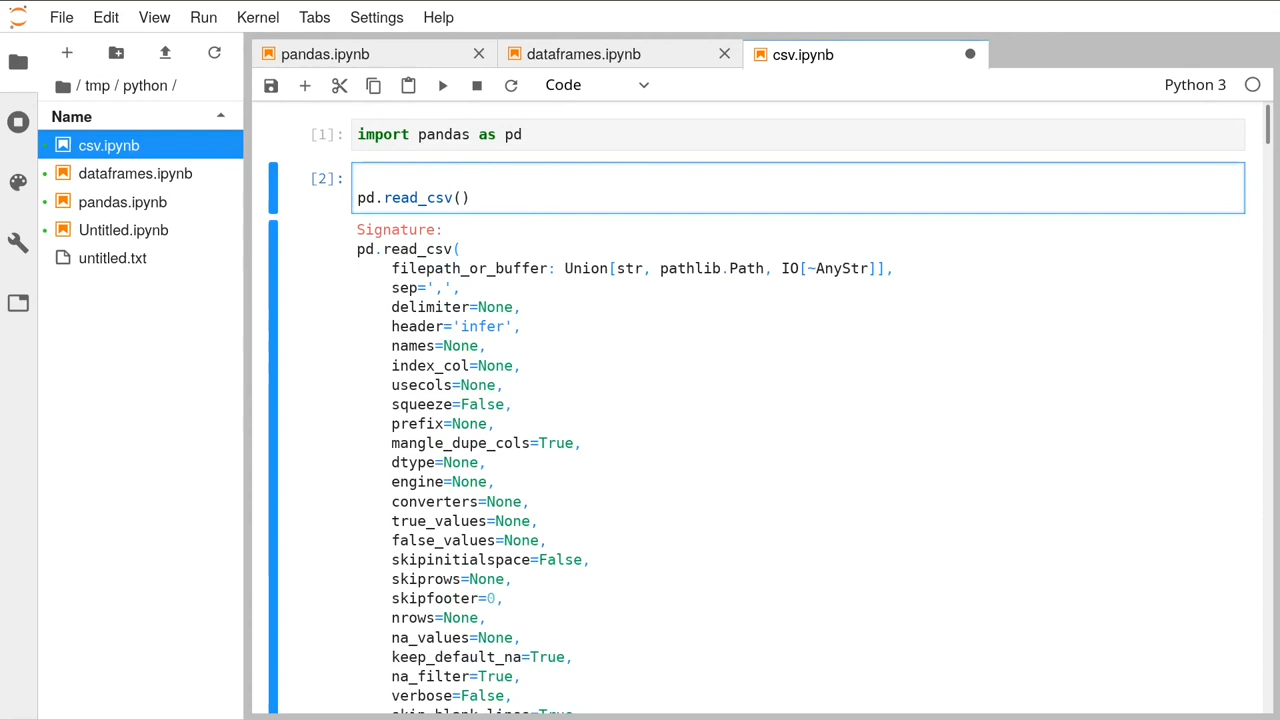 File Edit View Run Kernel Tabs Settings Help
pandas.ipynb
dataframes.ipynb
csv.ipynb
Code
Python 3
/ tmp / python /
Name
csv.ipynb
dataframes.ipynb
pandas.ipynb
Untitled.ipynb
untitled.txt
[1]: import pandas as pd
[2]:
pd.read_csv()
Signature:
pd.read_csv(
filepath_or_buffer: Union[str, pathlib.Path, IO[~AnyStr]],
sep=',',
delimiter=None,
header='infer',
names=None,
index_col=None,
usecols=None,
squeeze=False,
prefix=None,
mangle_dupe_cols=True,
dtype=None,
engine=None,
converters=None,
true_values=None,
false_values=None,
skipinitialspace=False,
skiprows=None,
skipfooter=0,
nrows=None,
na_values=None,
keep_default_na=True,
na_filter=True,
verbose=False,
skip_blank_lines=True